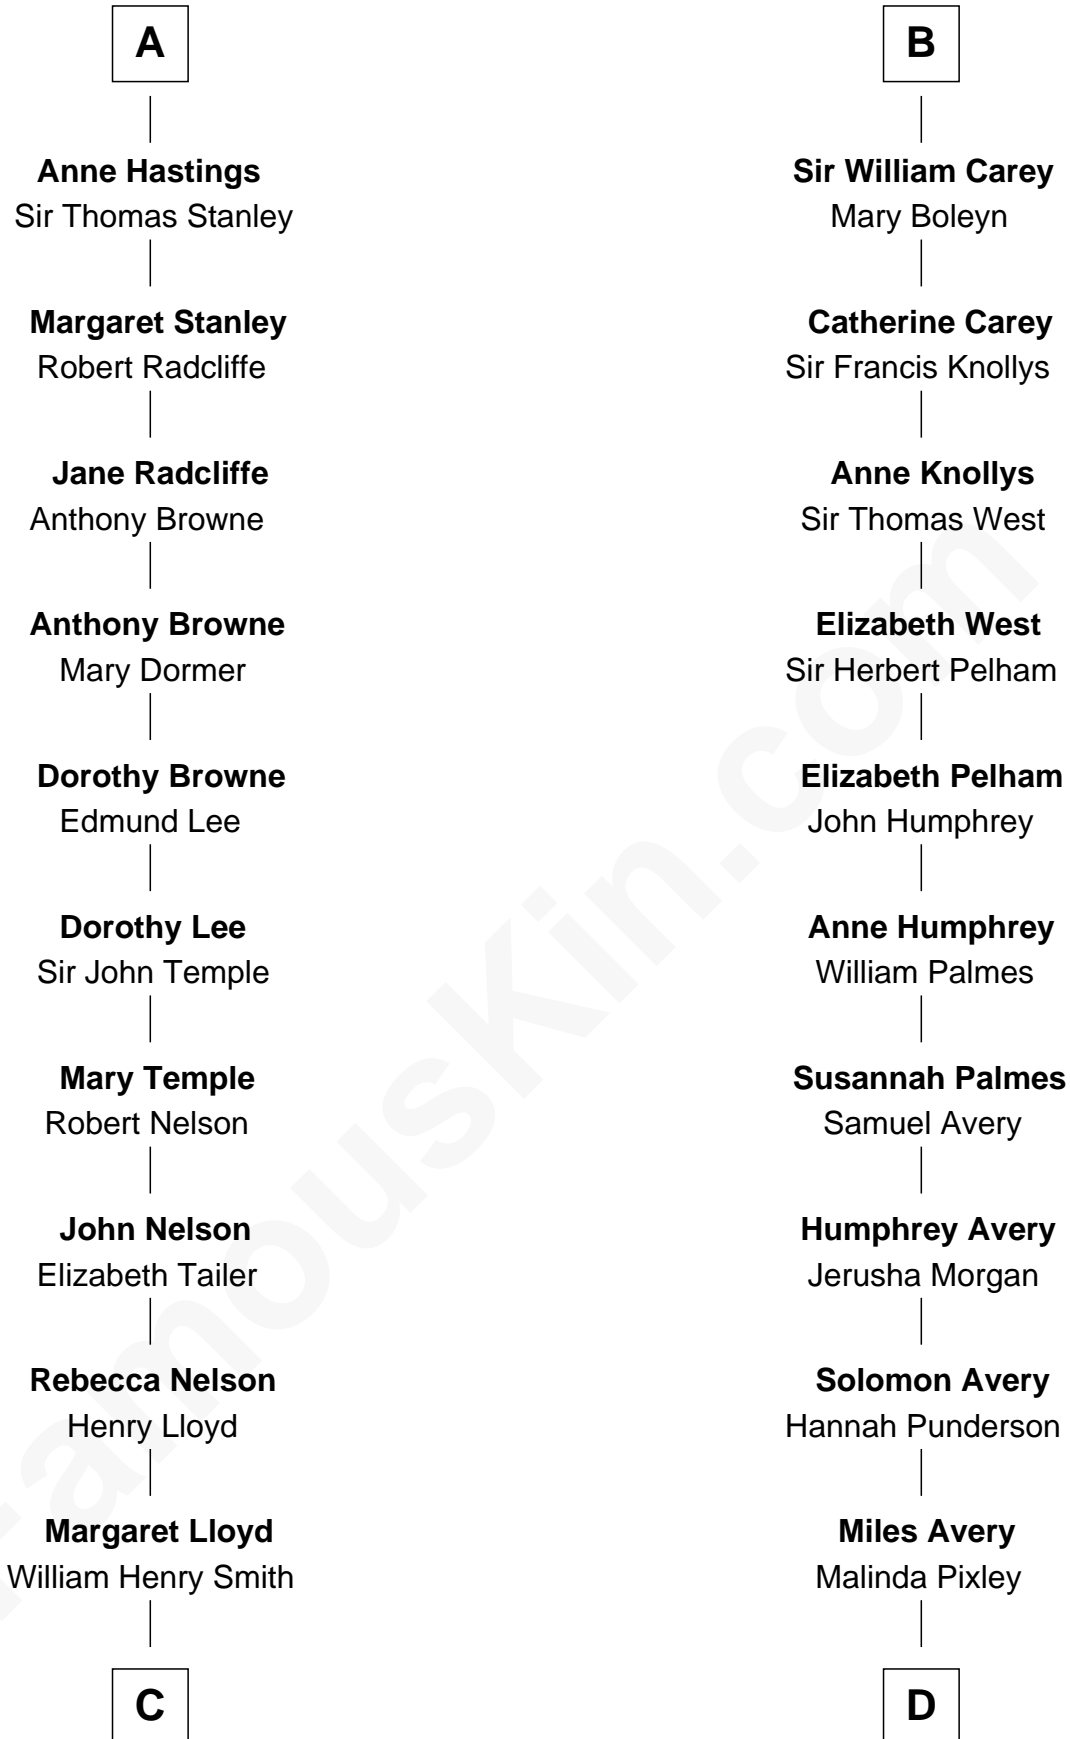 A
Anne Hastings
Sir Thomas Stanley
Margaret Stanley
Robert Radcliffe
Jane Radcliffe
Anthony Browne
Anthony Browne
Mary Dormer
Dorothy Browne
Edmund Lee
Dorothy Lee
Sir John Temple
Mary Temple
Robert Nelson
John Nelson
Elizabeth Tailer
Rebecca Nelson
Henry Lloyd
Margaret Lloyd
William Henry Smith
C
B
Sir William Carey
Mary Boleyn
Catherine Carey
Sir Francis Knollys
Anne Knollys
Sir Thomas West
Elizabeth West
Sir Herbert Pelham
Elizabeth Pelham
John Humphrey
Anne Humphrey
William Palmes
Susannah Palmes
Samuel Avery
Humphrey Avery
Jerusha Morgan
Solomon Avery
Hannah Punderson
Miles Avery
Malinda Pixley
D
FamousKin.com